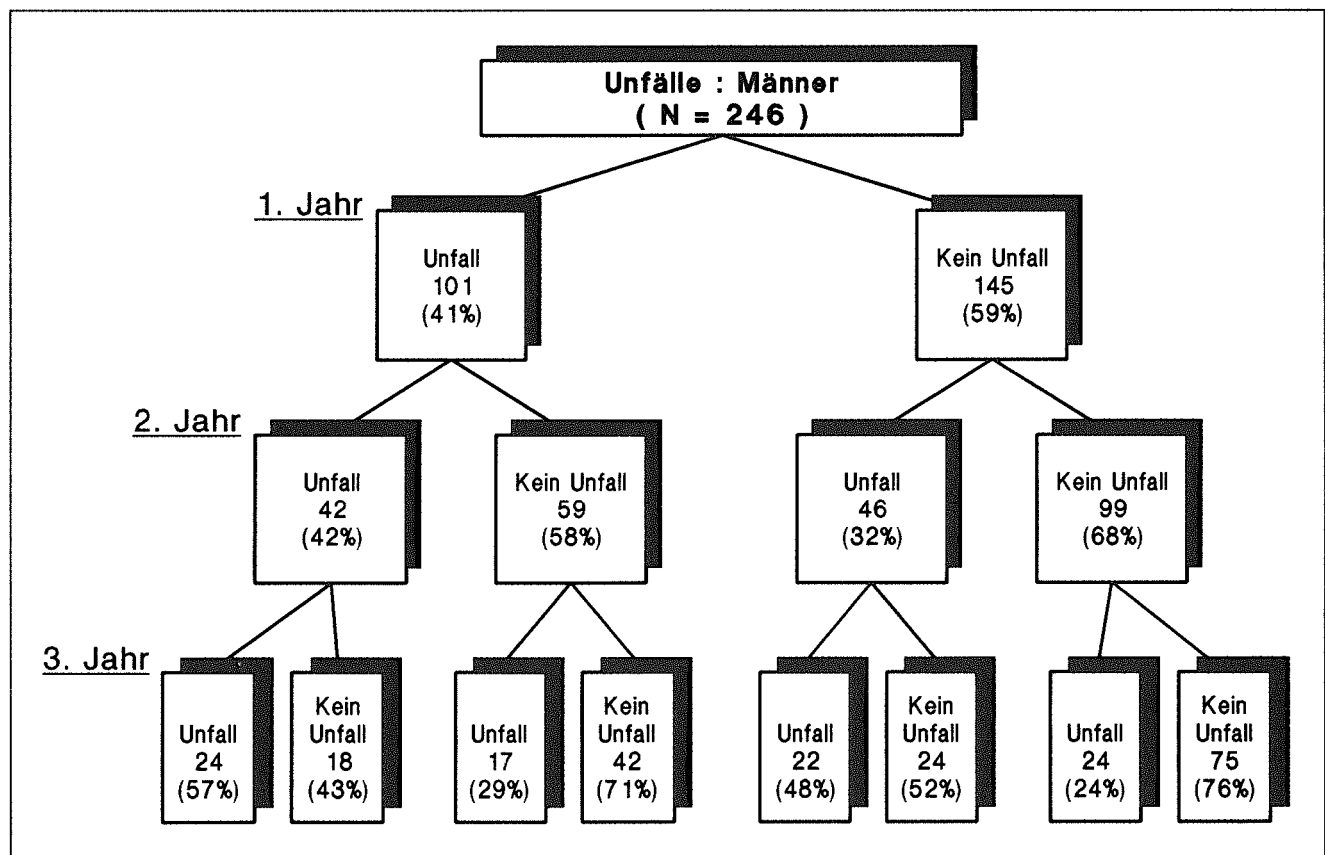 Unfälle : Männer
( N = 246 )
1. Jahr
Unfall
101
(41%)
Kein Unfall
145
(59%)
2. Jahr
Unfall
42
(42%)
Kein Unfall
59
(58%)
Unfall
46
(32%)
Kein Unfall
99
(68%)
3. Jahr
Unfall
24
(57%)
Kein
Unfall
18
(43%)
Unfall
17
(29%)
Kein
Unfall
42
(71%)
Unfall
22
(48%)
Kein
Unfall
24
(52%)
Unfall
24
(24%)
Kein
Unfall
75
(76%)